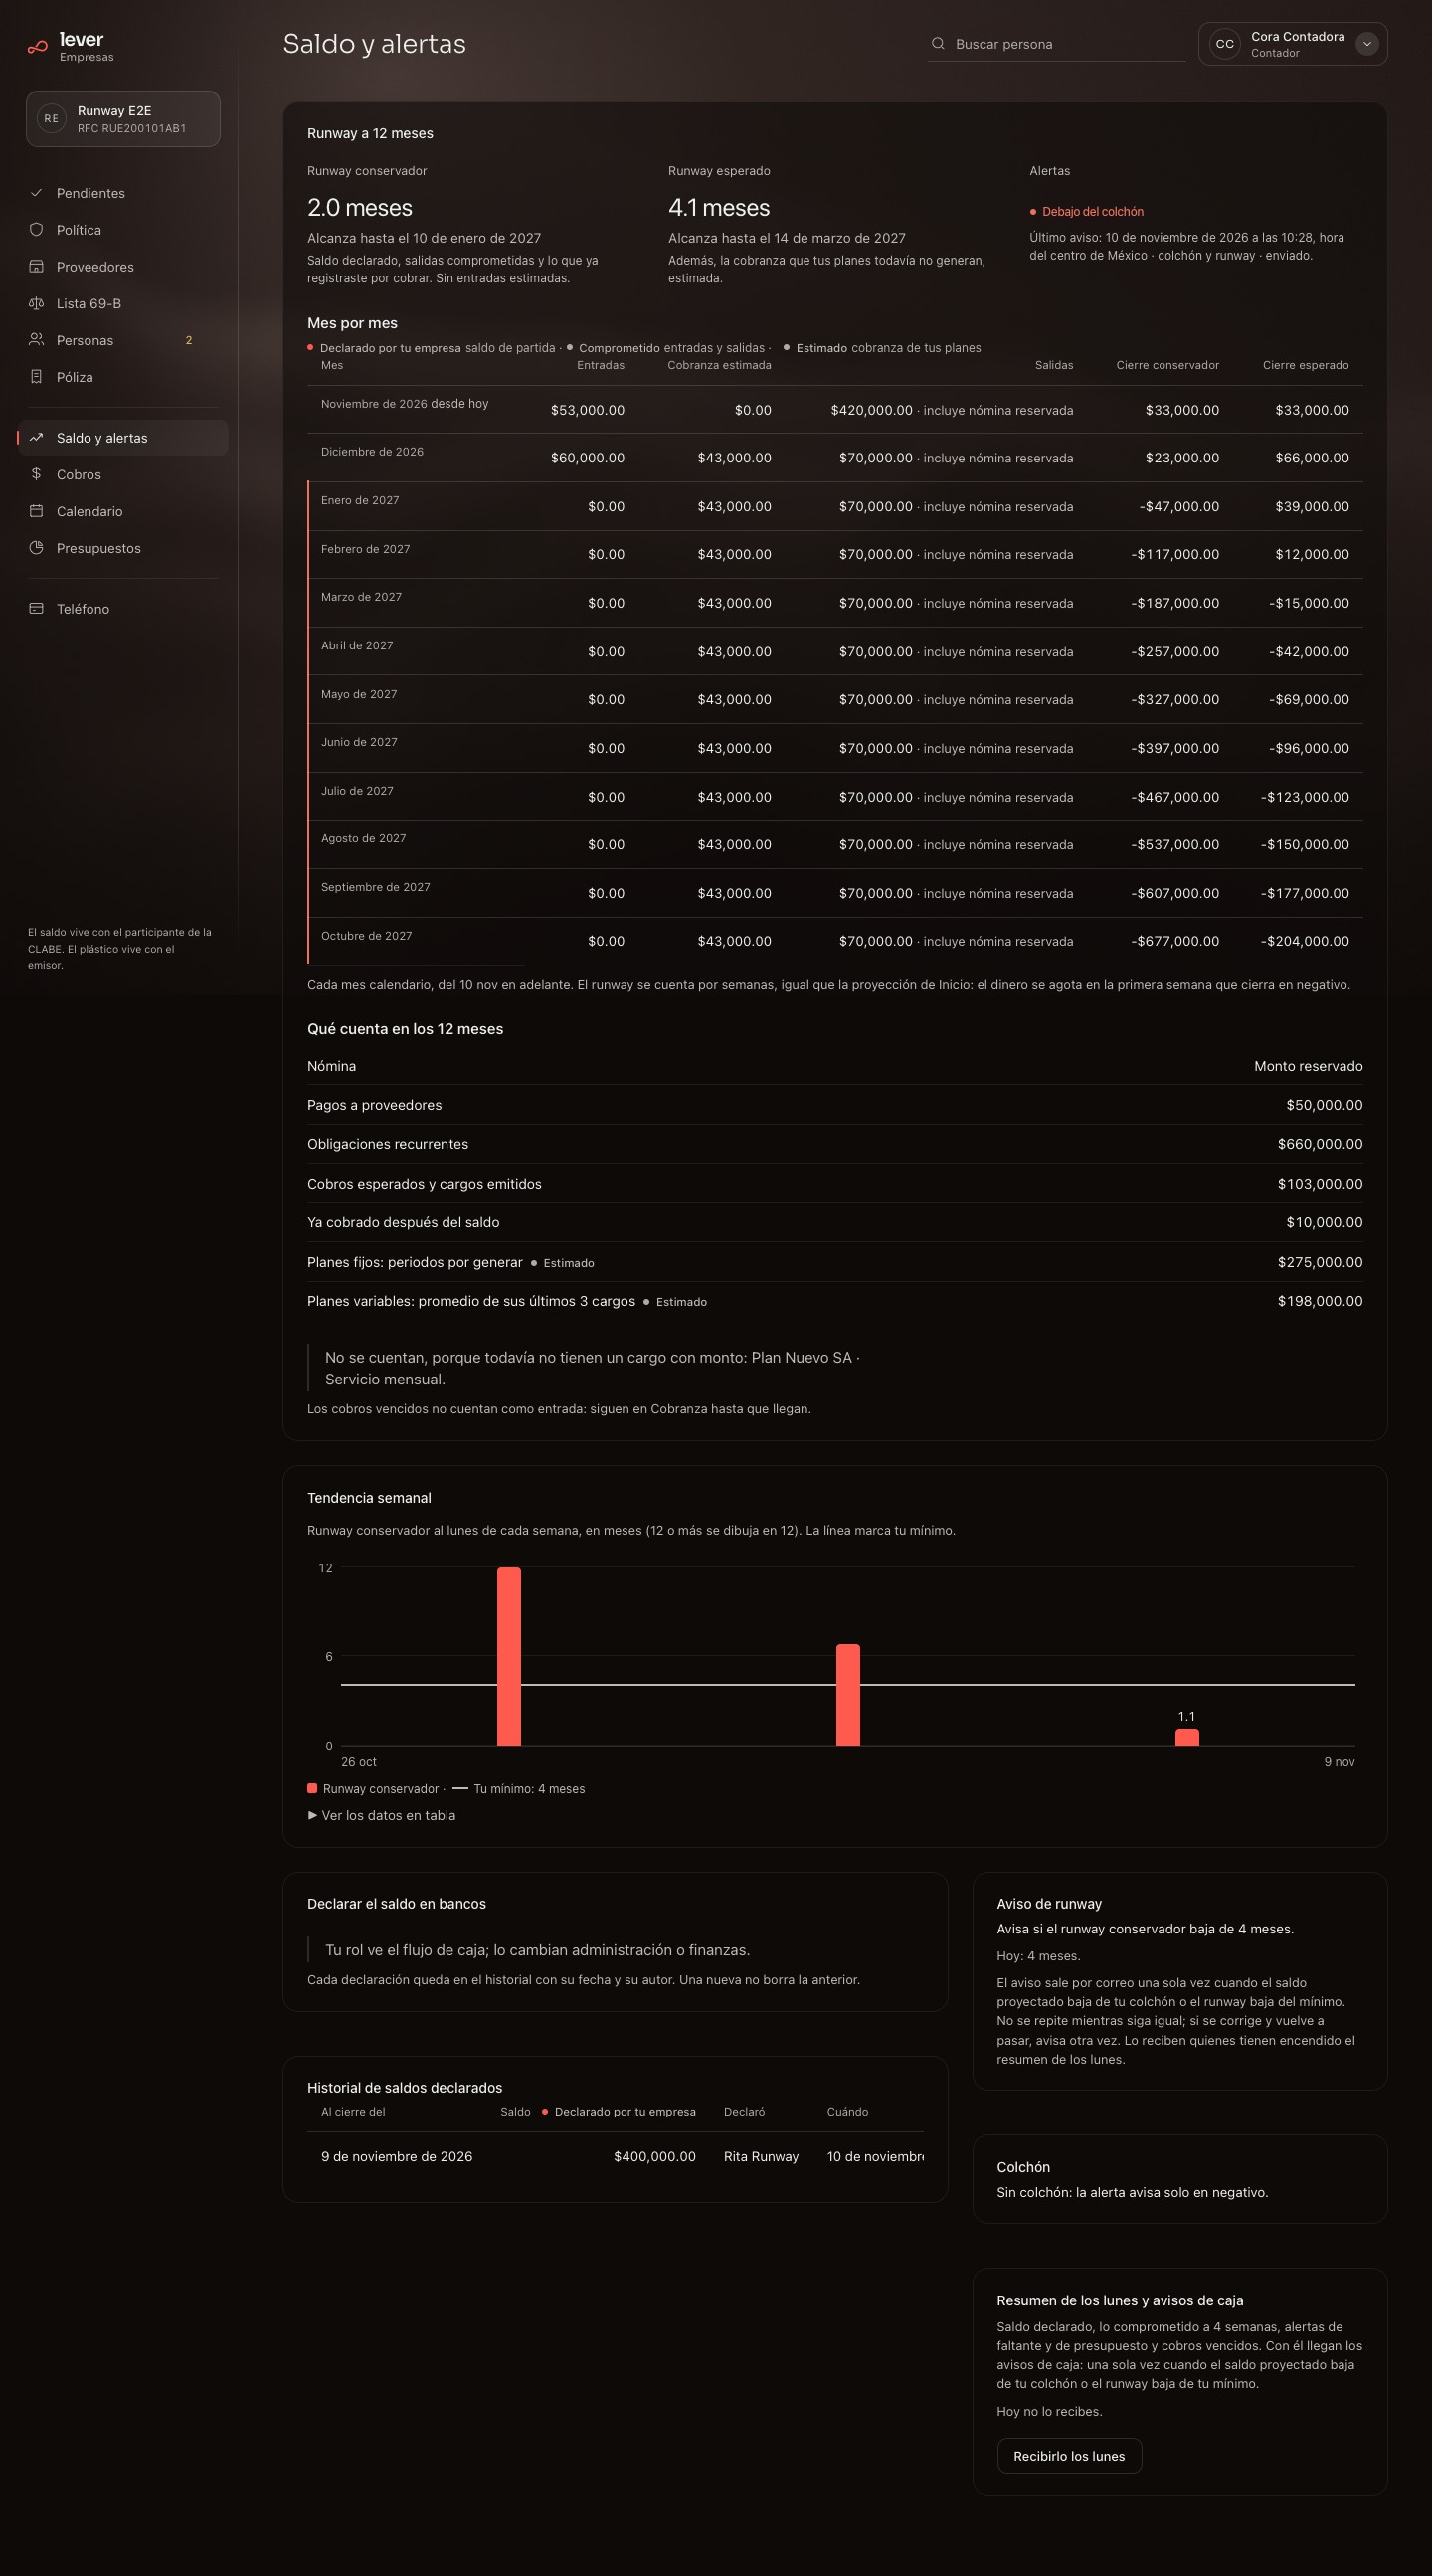 lever
Empresas
Saldo y alertas
Buscar persona
CC
Cora Contadora
Contador
RE
Runway E2E
RFC RUE200101AB1
Pendientes
Política
Proveedores
Lista 69-B
Personas 2
Póliza
Saldo y alertas
Cobros
Calendario
Presupuestos
Teléfono
El saldo vive con el participante de la
CLABE. El plástico vive con el
emisor.
Runway a 12 meses
Runway conservador
2.0 meses
Alcanza hasta el 10 de enero de 2027
Saldo declarado, salidas comprometidas y lo que ya
registraste por cobrar. Sin entradas estimadas.
Runway esperado
4.1 meses
Alcanza hasta el 14 de marzo de 2027
Además, la cobranza que tus planes todavía no generan,
estimada.
Alertas
Debajo del colchón
Último aviso: 10 de noviembre de 2026 a las 10:28, hora
del centro de México · colchón y runway · enviado.
Mes por mes
Declarado por tu empresa saldo de partida · Comprometido entradas y salidas · Estimado cobranza de tus planes
Mes Entradas Cobranza estimada Salidas Cierre conservador Cierre esperado
Noviembre de 2026 desde hoy $53,000.00 $0.00 $420,000.00 · incluye nómina reservada $33,000.00 $33,000.00
Diciembre de 2026 $60,000.00 $43,000.00 $70,000.00 · incluye nómina reservada $23,000.00 $66,000.00
Enero de 2027 $0.00 $43,000.00 $70,000.00 · incluye nómina reservada -$47,000.00 $39,000.00
Febrero de 2027 $0.00 $43,000.00 $70,000.00 · incluye nómina reservada -$117,000.00 $12,000.00
Marzo de 2027 $0.00 $43,000.00 $70,000.00 · incluye nómina reservada -$187,000.00 -$15,000.00
Abril de 2027 $0.00 $43,000.00 $70,000.00 · incluye nómina reservada -$257,000.00 -$42,000.00
Mayo de 2027 $0.00 $43,000.00 $70,000.00 · incluye nómina reservada -$327,000.00 -$69,000.00
Junio de 2027 $0.00 $43,000.00 $70,000.00 · incluye nómina reservada -$397,000.00 -$96,000.00
Julio de 2027 $0.00 $43,000.00 $70,000.00 · incluye nómina reservada -$467,000.00 -$123,000.00
Agosto de 2027 $0.00 $43,000.00 $70,000.00 · incluye nómina reservada -$537,000.00 -$150,000.00
Septiembre de 2027 $0.00 $43,000.00 $70,000.00 · incluye nómina reservada -$607,000.00 -$177,000.00
Octubre de 2027 $0.00 $43,000.00 $70,000.00 · incluye nómina reservada -$677,000.00 -$204,000.00
Cada mes calendario, del 10 nov en adelante. El runway se cuenta por semanas, igual que la proyección de Inicio: el dinero se agota en la primera semana que cierra en negativo.
Qué cuenta en los 12 meses
Nómina Monto reservado
Pagos a proveedores $50,000.00
Obligaciones recurrentes $660,000.00
Cobros esperados y cargos emitidos $103,000.00
Ya cobrado después del saldo $10,000.00
Planes fijos: periodos por generar Estimado $275,000.00
Planes variables: promedio de sus últimos 3 cargos Estimado $198,000.00
No se cuentan, porque todavía no tienen un cargo con monto: Plan Nuevo SA ·
Servicio mensual.
Los cobros vencidos no cuentan como entrada: siguen en Cobranza hasta que llegan.
Tendencia semanal
Runway conservador al lunes de cada semana, en meses (12 o más se dibuja en 12). La línea marca tu mínimo.
12
6
1.1
0
26 oct 9 nov
Runway conservador · Tu mínimo: 4 meses
▶ Ver los datos en tabla
Declarar el saldo en bancos
Tu rol ve el flujo de caja; lo cambian administración o finanzas.
Cada declaración queda en el historial con su fecha y su autor. Una nueva no borra la anterior.
Historial de saldos declarados
Al cierre del Saldo Declarado por tu empresa Declaró Cuándo
9 de noviembre de 2026 $400,000.00 Rita Runway 10 de noviembre
Aviso de runway
Avisa si el runway conservador baja de 4 meses.
Hoy: 4 meses.
El aviso sale por correo una sola vez cuando el saldo
proyectado baja de tu colchón o el runway baja del mínimo.
No se repite mientras siga igual; si se corrige y vuelve a
pasar, avisa otra vez. Lo reciben quienes tienen encendido el
resumen de los lunes.
Colchón
Sin colchón: la alerta avisa solo en negativo.
Resumen de los lunes y avisos de caja
Saldo declarado, lo comprometido a 4 semanas, alertas de
faltante y de presupuesto y cobros vencidos. Con él llegan los
avisos de caja: una sola vez cuando el saldo proyectado baja
de tu colchón o el runway baja de tu mínimo.
Hoy no lo recibes.
Recibirlo los lunes